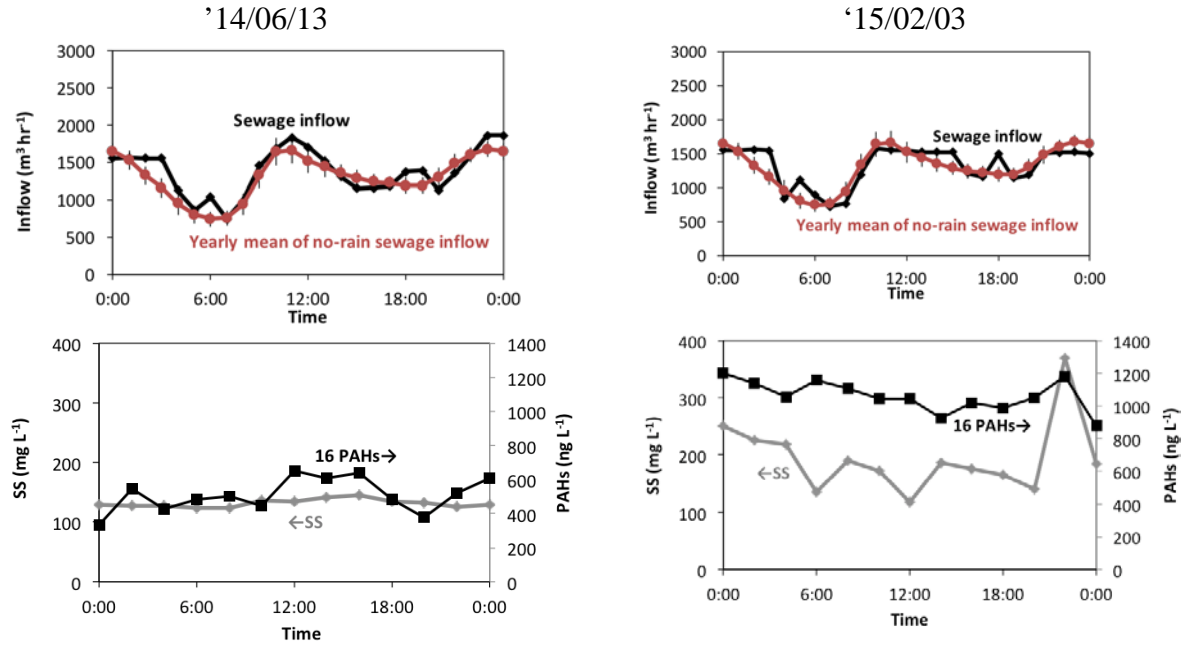 ’14/06/13
3000
2500
2000
1500
1000
500
0
Inflow (m³ hr⁻¹)
Sewage inflow
Yearly mean of no-rain sewage inflow
0:00 6:00 12:00 18:00 0:00
Time
‘15/02/03
3000
2500
2000
1500
1000
500
0
Inflow (m³ hr⁻¹)
Sewage inflow
Yearly mean of no-rain sewage inflow
0:00 6:00 12:00 18:00 0:00
Time
400
300
200
100
0
SS (mg L⁻¹)
16 PAHs→
←SS
1400
1200
1000
800
600
400
200
0
PAHs (ng L⁻¹)
0:00 6:00 12:00 18:00 0:00
Time
400
300
200
100
0
SS (mg L⁻¹)
16 PAHs→
←SS
1400
1200
1000
800
600
400
200
0
PAHs (ng L⁻¹)
0:00 6:00 12:00 18:00 0:00
Time